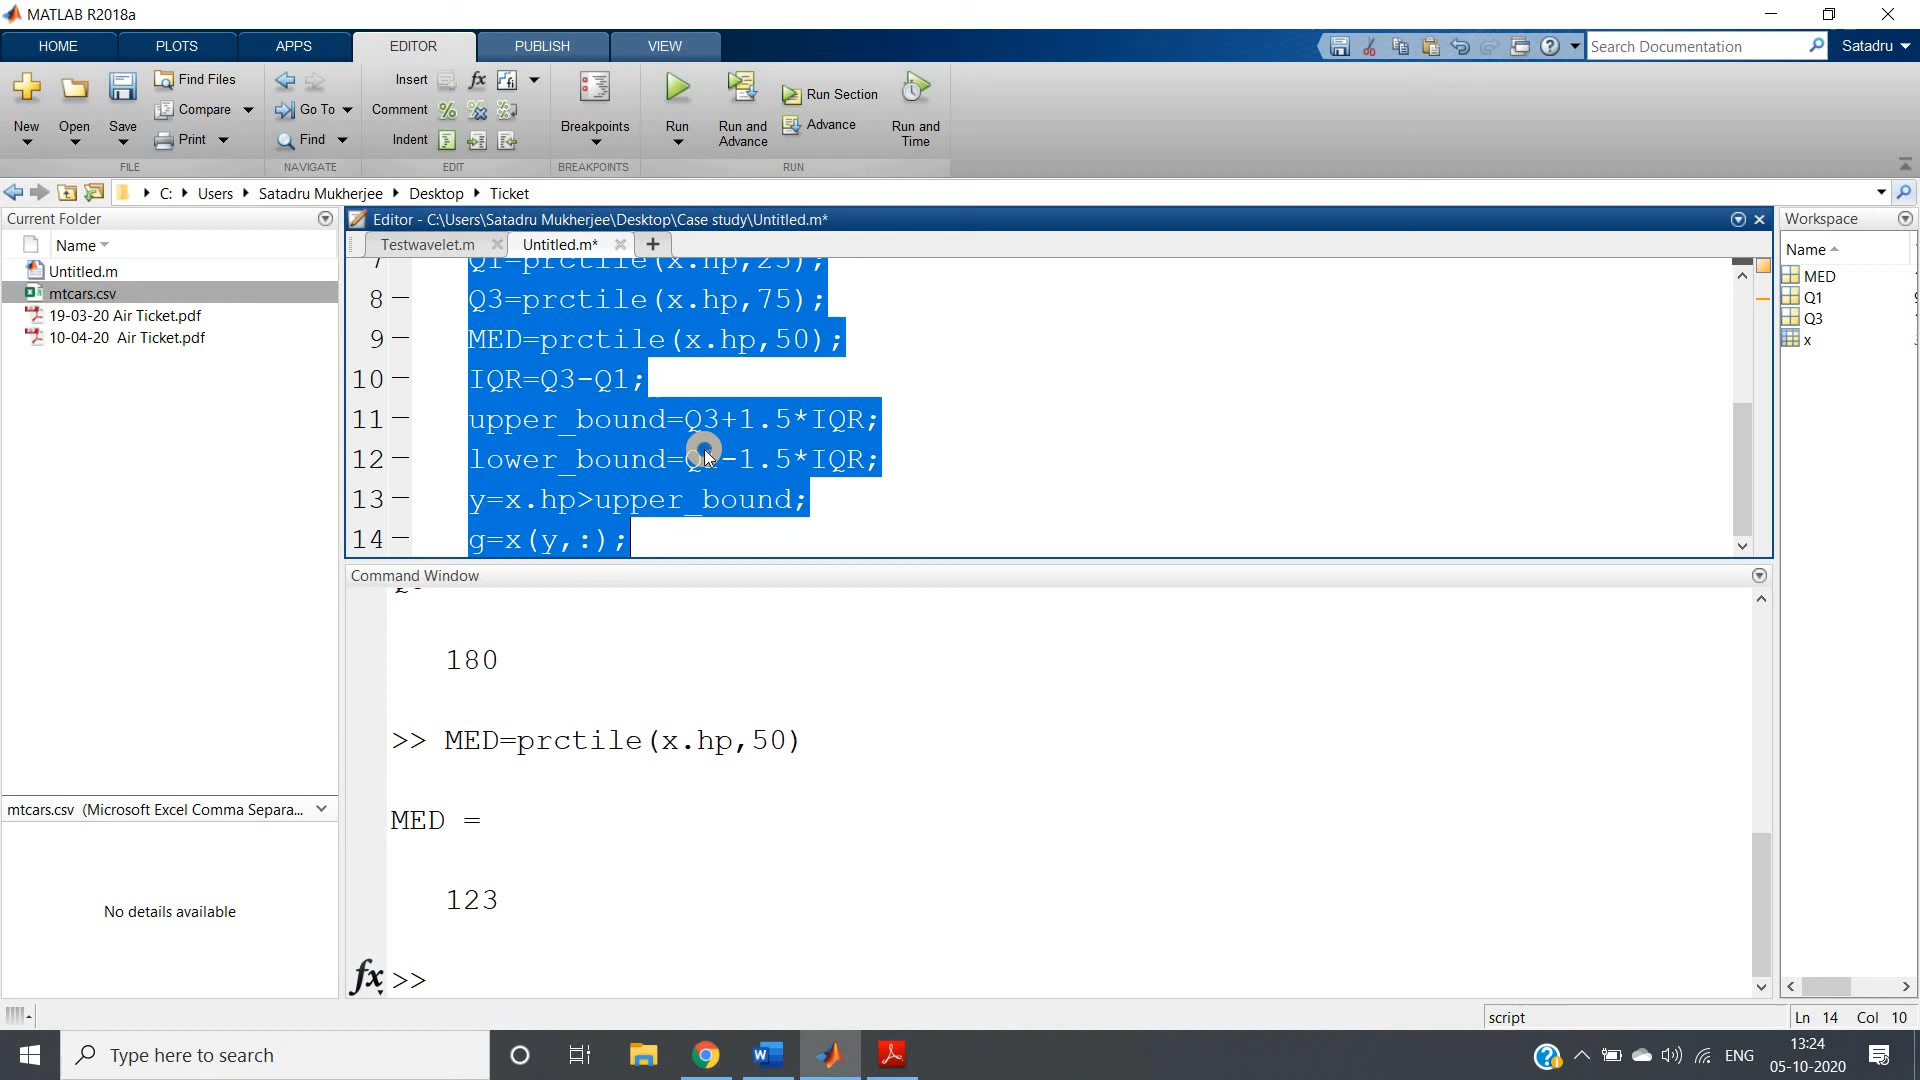 MATLAB R2018a
HOME PLOTS APPS EDITOR PUBLISH VIEW
Search Documentation
Satadru
New
Open
Save
Find Files
Compare
Print
FILE
Go To
Find
NAVIGATE
Insert
Comment
Indent
EDIT
Breakpoints
BREAKPOINTS
Run
Run and Advance
Run Section
Advance
Run and Time
RUN
C: Users Satadru Mukherjee Desktop Ticket
Current Folder
Name
Untitled.m
mtcars.csv
19-03-20 Air Ticket.pdf
10-04-20 Air Ticket.pdf
mtcars.csv (Microsoft Excel Comma Separa...
No details available
Editor - C:\Users\Satadru Mukherjee\Desktop\Case study\Untitled.m*
Testwavelet.m Untitled.m*
7 Q1=prctile(x.hp,25);
8 Q3=prctile(x.hp,75);
9 MED=prctile(x.hp,50);
10 IQR=Q3-Q1;
11 upper_bound=Q3+1.5*IQR;
12 lower_bound= -1.5*IQR;
13 y=x.hp>upper_bound;
14 g=x(y,:);
Command Window
180
>> MED=prctile(x.hp,50)
MED =
123
fx >>
Workspace
Name
MED
Q1
Q3
x
script
Ln 14 Col 10
Type here to search
ENG
13:24
05-10-2020